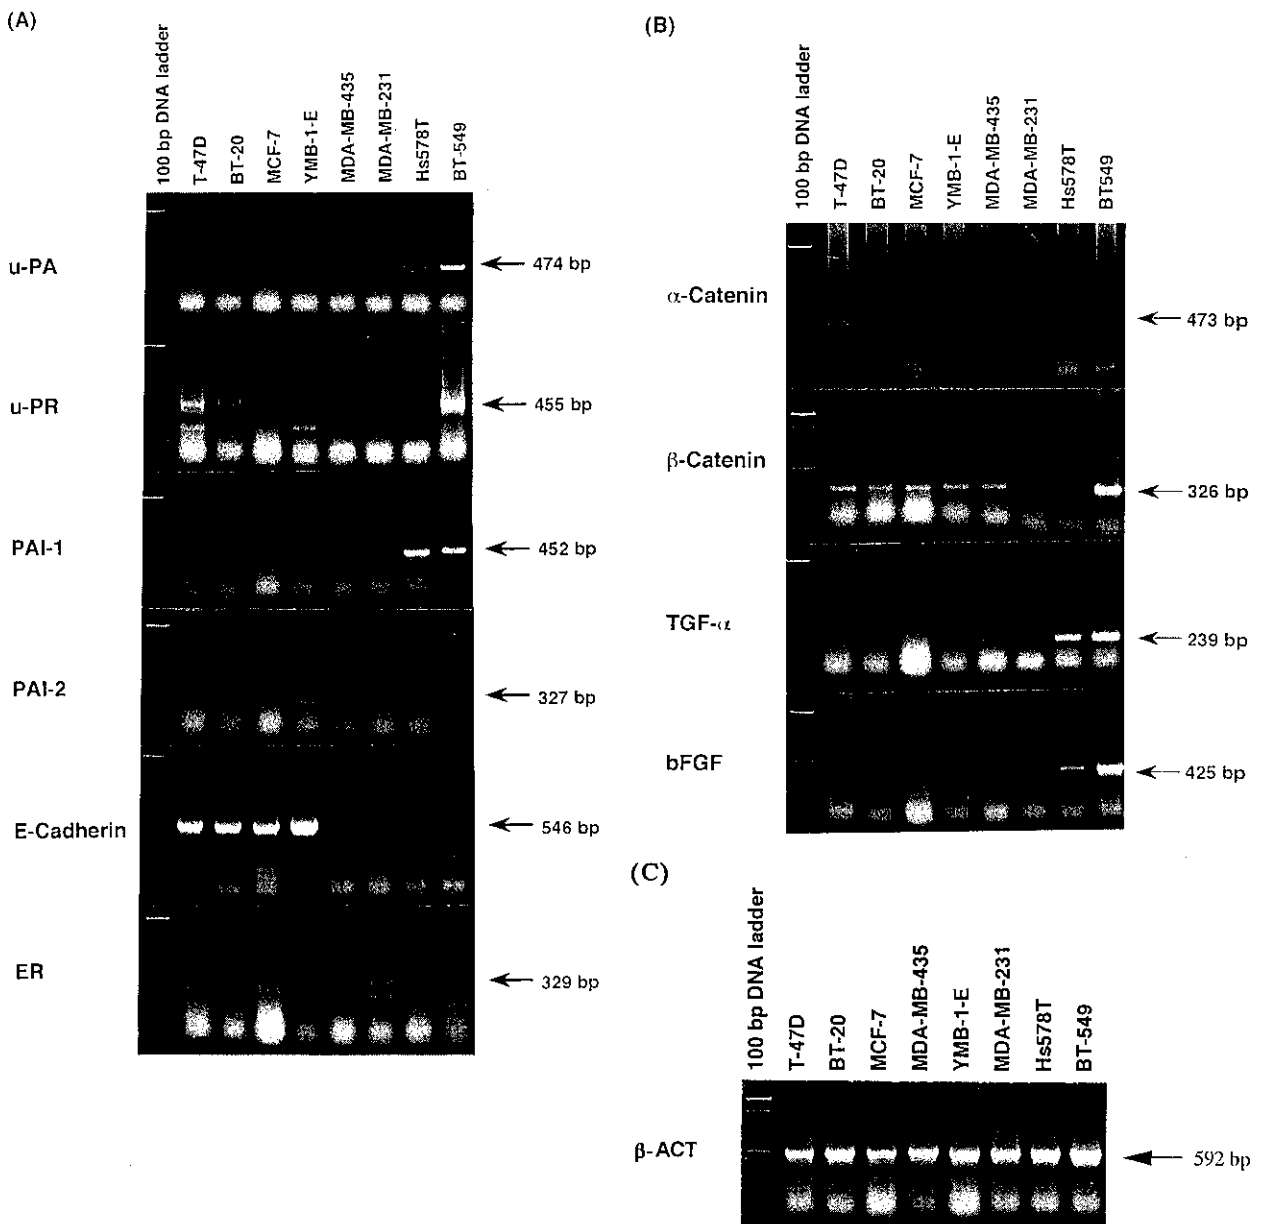 (A)
100 bp DNA ladder
T-47D
BT-20
MCF-7
YMB-1-E
MDA-MB-435
MDA-MB-231
Hs578T
BT-549
u-PA
474 bp
u-PR
455 bp
PAI-1
452 bp
PAI-2
327 bp
E-Cadherin
546 bp
ER
329 bp
(B)
100 bp DNA ladder
T-47D
BT-20
MCF-7
YMB-1-E
MDA-MB-435
MDA-MB-231
Hs578T
BT549
α-Catenin
473 bp
β-Catenin
326 bp
TGF-α
239 bp
bFGF
425 bp
(C)
100 bp DNA ladder
T-47D
BT-20
MCF-7
MDA-MB-435
YMB-1-E
MDA-MB-231
Hs578T
BT-549
β-ACT
592 bp